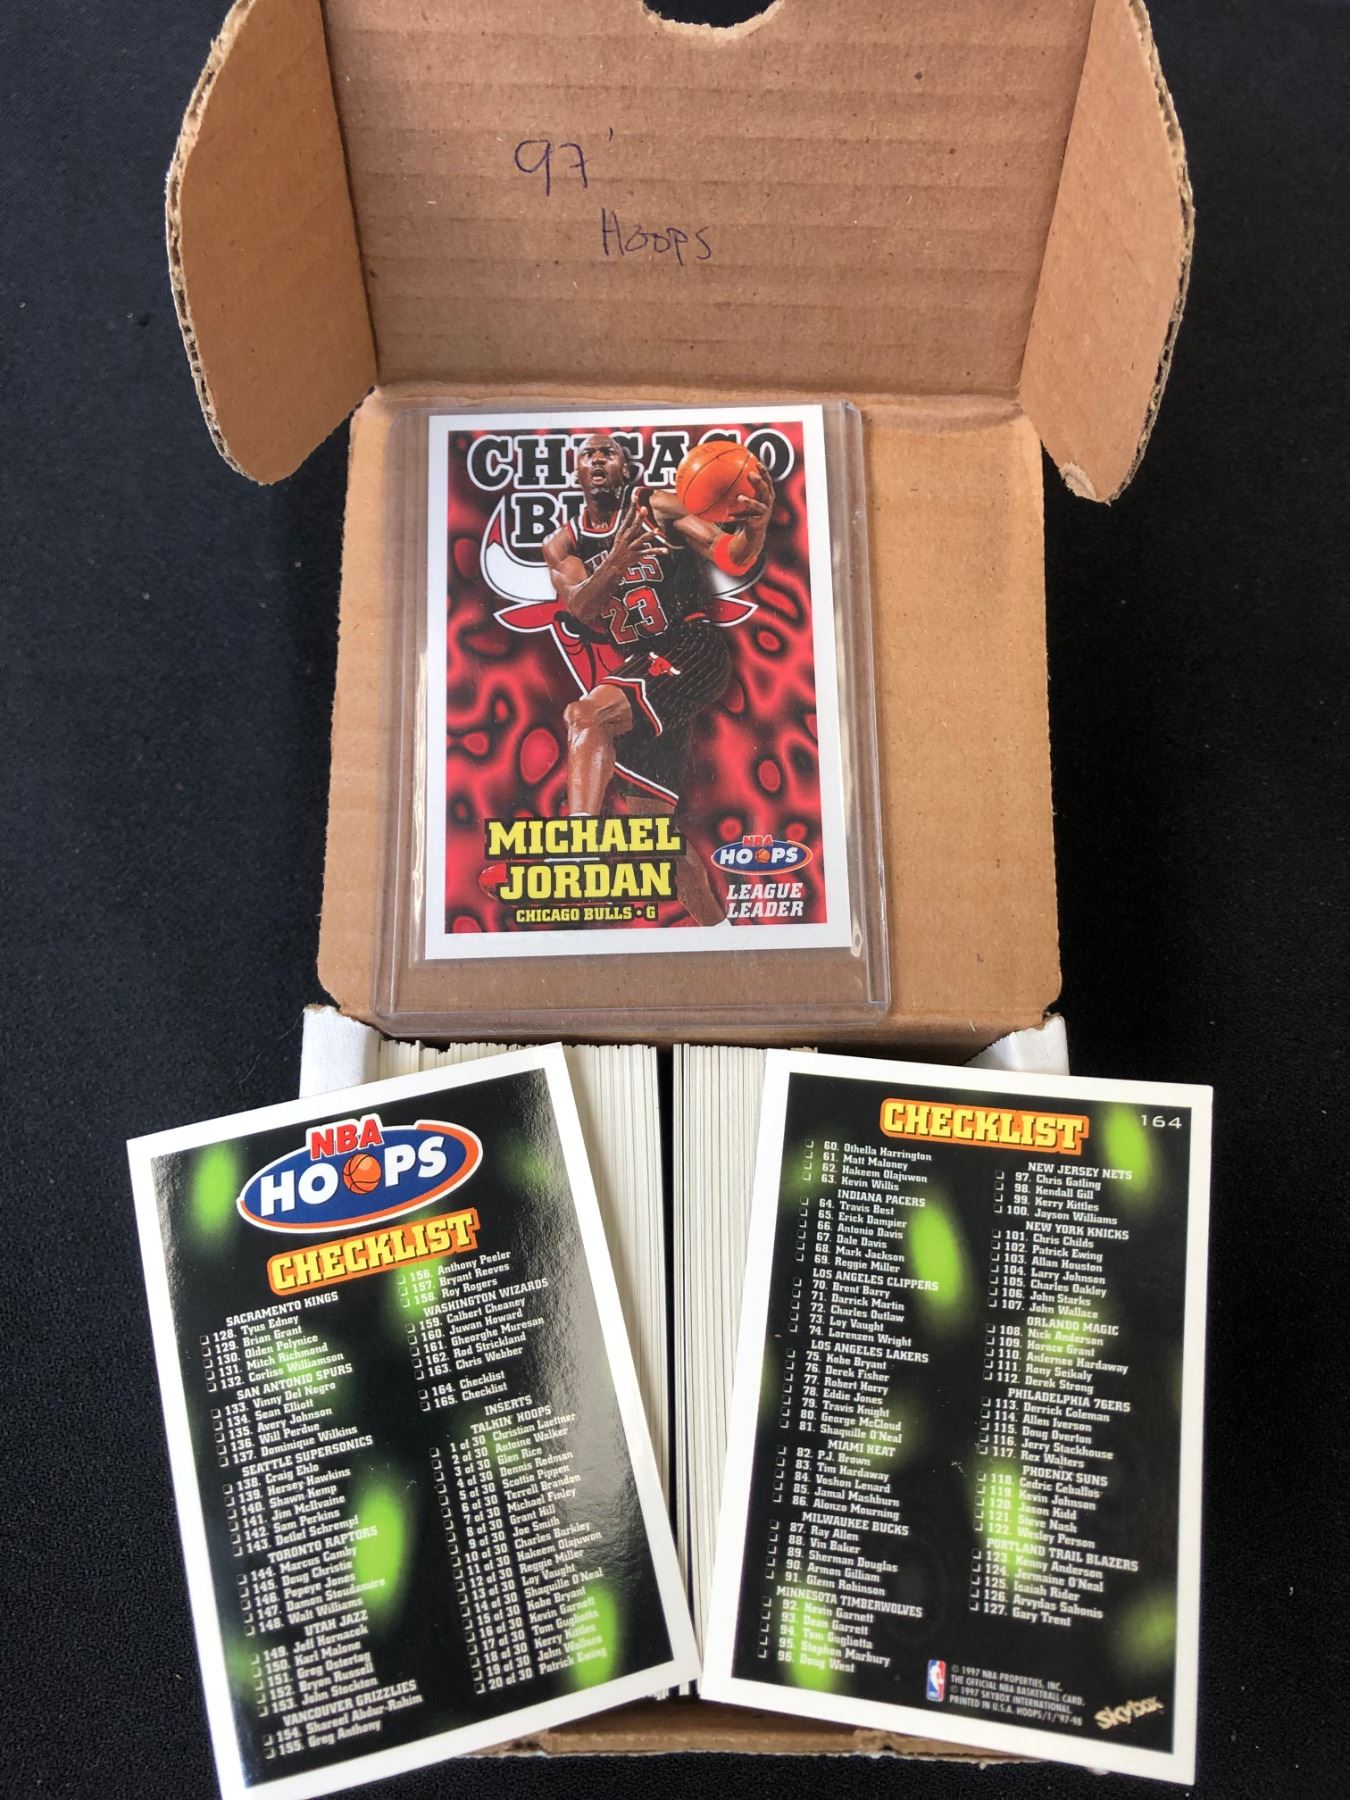 97'
Hoops
CHICAGO
BU
BULLS
23
MICHAEL
JORDAN
CHICAGO BULLS • G
NBA
HOOPS
LEAGUE
LEADER
NBA
HOOPS
CHECKLIST
SACRAMENTO KINGS
128. Tyus Edney
129. Brian Grant
130. Olden Polynice
131. Mitch Richmond
132. Corliss Williamson
SAN ANTONIO SPURS
133. Vinny Del Negro
134. Sean Elliott
135. Avery Johnson
136. Will Perdue
137. Dominique Wilkins
SEATTLE SUPERSONICS
138. Craig Ehlo
139. Hersey Hawkins
140. Shawn Kemp
141. Jim McIlvaine
142. Sam Perkins
143. Detlef Schrempf
TORONTO RAPTORS
144. Marcus Camby
145. Doug Christie
146. Popeye Jones
147. Damon Stoudamire
148. Walt Williams
UTAH JAZZ
149. Jeff Hornacek
150. Karl Malone
151. Greg Ostertag
152. Bryon Russell
153. John Stockton
VANCOUVER GRIZZLIES
154. Shareef Abdur-Rahim
155. Greg Anthony
156. Anthony Peeler
157. Bryant Reeves
158. Roy Rogers
WASHINGTON WIZARDS
159. Calbert Cheaney
160. Juwan Howard
161. Gheorghe Muresan
162. Rod Strickland
163. Chris Webber
164. Checklist
165. Checklist
INSERTS
TALKIN' HOOPS
1 of 30 Christian Laettner
2 of 30 Antoine Walker
3 of 30 Glen Rice
4 of 30 Dennis Rodman
5 of 30 Scottie Pippen
6 of 30 Terrell Brandon
7 of 30 Michael Finley
8 of 30 Grant Hill
9 of 30 Joe Smith
10 of 30 Charles Barkley
11 of 30 Hakeem Olajuwon
12 of 30 Reggie Miller
13 of 30 Loy Vaught
14 of 30 Shaquille O'Neal
15 of 30 Kobe Bryant
16 of 30 Kevin Garnett
17 of 30 Tom Gugliotta
18 of 30 Kerry Kittles
19 of 30 John Wallace
20 of 30 Patrick Ewing
CHECKLIST
164
60. Othella Harrington
61. Matt Maloney
62. Hakeem Olajuwon
63. Kevin Willis
INDIANA PACERS
64. Travis Best
65. Erick Dampier
66. Antonio Davis
67. Dale Davis
68. Mark Jackson
69. Reggie Miller
LOS ANGELES CLIPPERS
70. Brent Barry
71. Darrick Martin
72. Charles Outlaw
73. Loy Vaught
74. Lorenzen Wright
LOS ANGELES LAKERS
75. Kobe Bryant
76. Derek Fisher
77. Robert Horry
78. Eddie Jones
79. Travis Knight
80. George McCloud
81. Shaquille O'Neal
MIAMI HEAT
82. P.J. Brown
83. Tim Hardaway
84. Voshon Lenard
85. Jamal Mashburn
86. Alonzo Mourning
MILWAUKEE BUCKS
87. Ray Allen
88. Vin Baker
89. Sherman Douglas
90. Armon Gilliam
91. Glenn Robinson
MINNESOTA TIMBERWOLVES
92. Kevin Garnett
93. Dean Garrett
94. Tom Gugliotta
95. Stephon Marbury
96. Doug West
NEW JERSEY NETS
97. Chris Gatling
98. Kendall Gill
99. Kerry Kittles
100. Jayson Williams
NEW YORK KNICKS
101. Chris Childs
102. Patrick Ewing
103. Allan Houston
104. Larry Johnson
105. Charles Oakley
106. John Starks
107. John Wallace
ORLANDO MAGIC
108. Nick Anderson
109. Horace Grant
110. Anfernee Hardaway
111. Rony Seikaly
112. Derek Strong
PHILADELPHIA 76ERS
113. Derrick Coleman
114. Allen Iverson
115. Doug Overton
116. Jerry Stackhouse
117. Rex Walters
PHOENIX SUNS
118. Cedric Ceballos
119. Kevin Johnson
120. Jason Kidd
121. Steve Nash
122. Wesley Person
PORTLAND TRAIL BLAZERS
123. Kenny Anderson
124. Jermaine O'Neal
125. Isaiah Rider
126. Arvydas Sabonis
127. Gary Trent
© 1997 NBA PROPERTIES, INC.
THE OFFICIAL NBA BASKETBALL CARD.
© 1997 SKYBOX INTERNATIONAL.
PRINTED IN U.S.A. HOOPS/1/'97-98
SkyBox